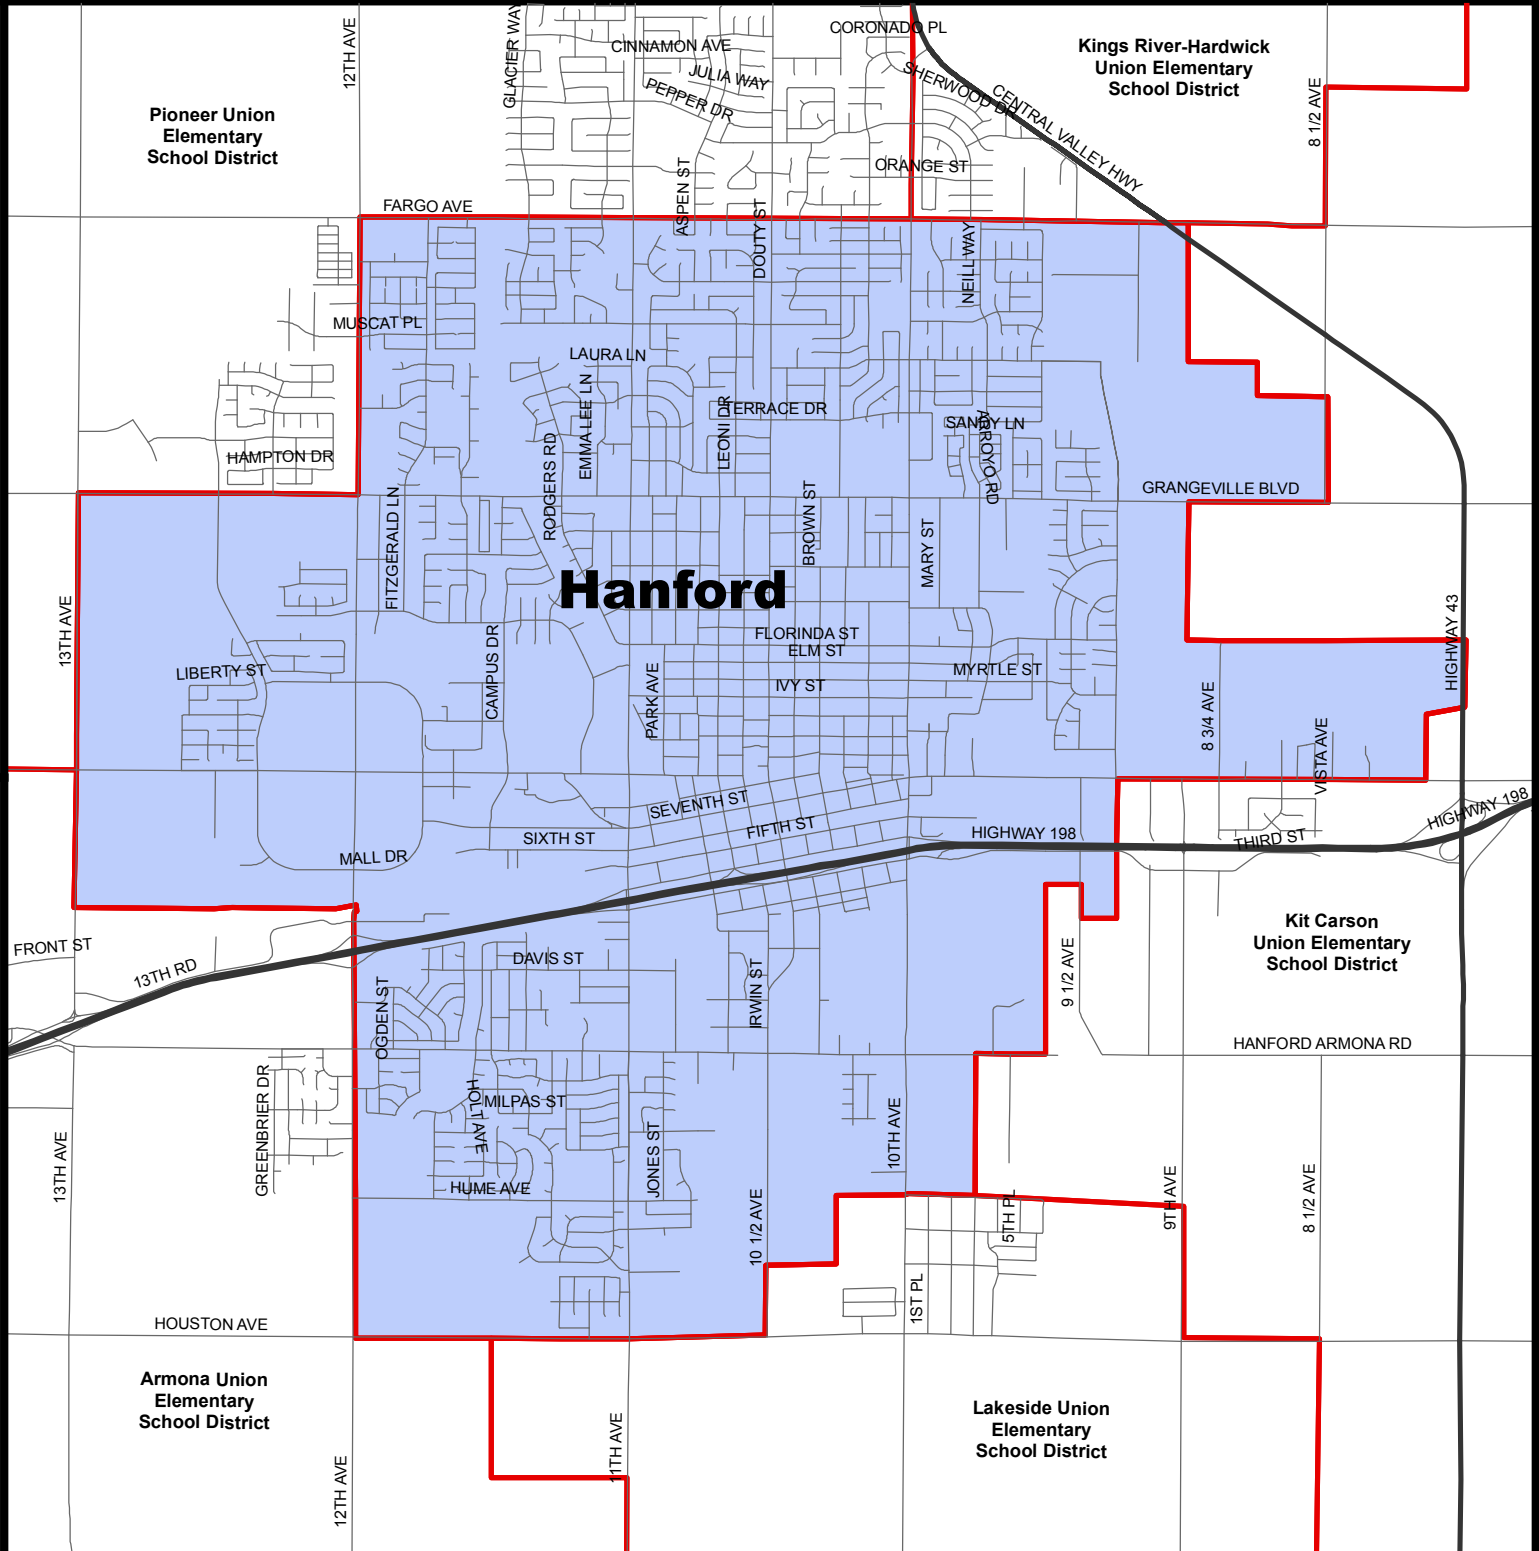 GLACIER WAY
CORONADO PL
12TH AVE
CINNAMON AVE
Kings River-Hardwick
Union Elementary
School District
JULIA WAY
SHERWOOD DR
PEPPER DR
CENTRAL VALLEY HWY
8 1/2 AVE
Pioneer Union
Elementary
School District
ORANGE ST
ASPEN ST
FARGO AVE
DOUTY ST
NEILL WAY
MUSCAT PL
LAURA LN
EMMA LEE LN
LEONI DR
TERRACE DR
SANDY LN
ARROYO RD
HAMPTON DR
RODGERS RD
GRANGEVILLE BLVD
FITZGERALD LN
BROWN ST
MARY ST
Hanford
13TH AVE
FLORINDA ST
HIGHWAY 43
ELM ST
LIBERTY ST
CAMPUS DR
MYRTLE ST
PARK AVE
IVY ST
8 3/4 AVE
VISTA AVE
SEVENTH ST
HIGHWAY 198
FIFTH ST
SIXTH ST
HIGHWAY 198
THIRD ST
MALL DR
Kit Carson
Union Elementary
School District
FRONT ST
13TH RD
DAVIS ST
9 1/2 AVE
IRWIN ST
OGDEN ST
HANFORD ARMONA RD
GREENBRIER DR
HOLT AVE
MILPAS ST
10TH AVE
13TH AVE
JONES ST
HUME AVE
10 1/2 AVE
5TH PL
9TH AVE
8 1/2 AVE
1ST PL
HOUSTON AVE
Armona Union
Elementary
School District
Lakeside Union
Elementary
School District
11TH AVE
12TH AVE